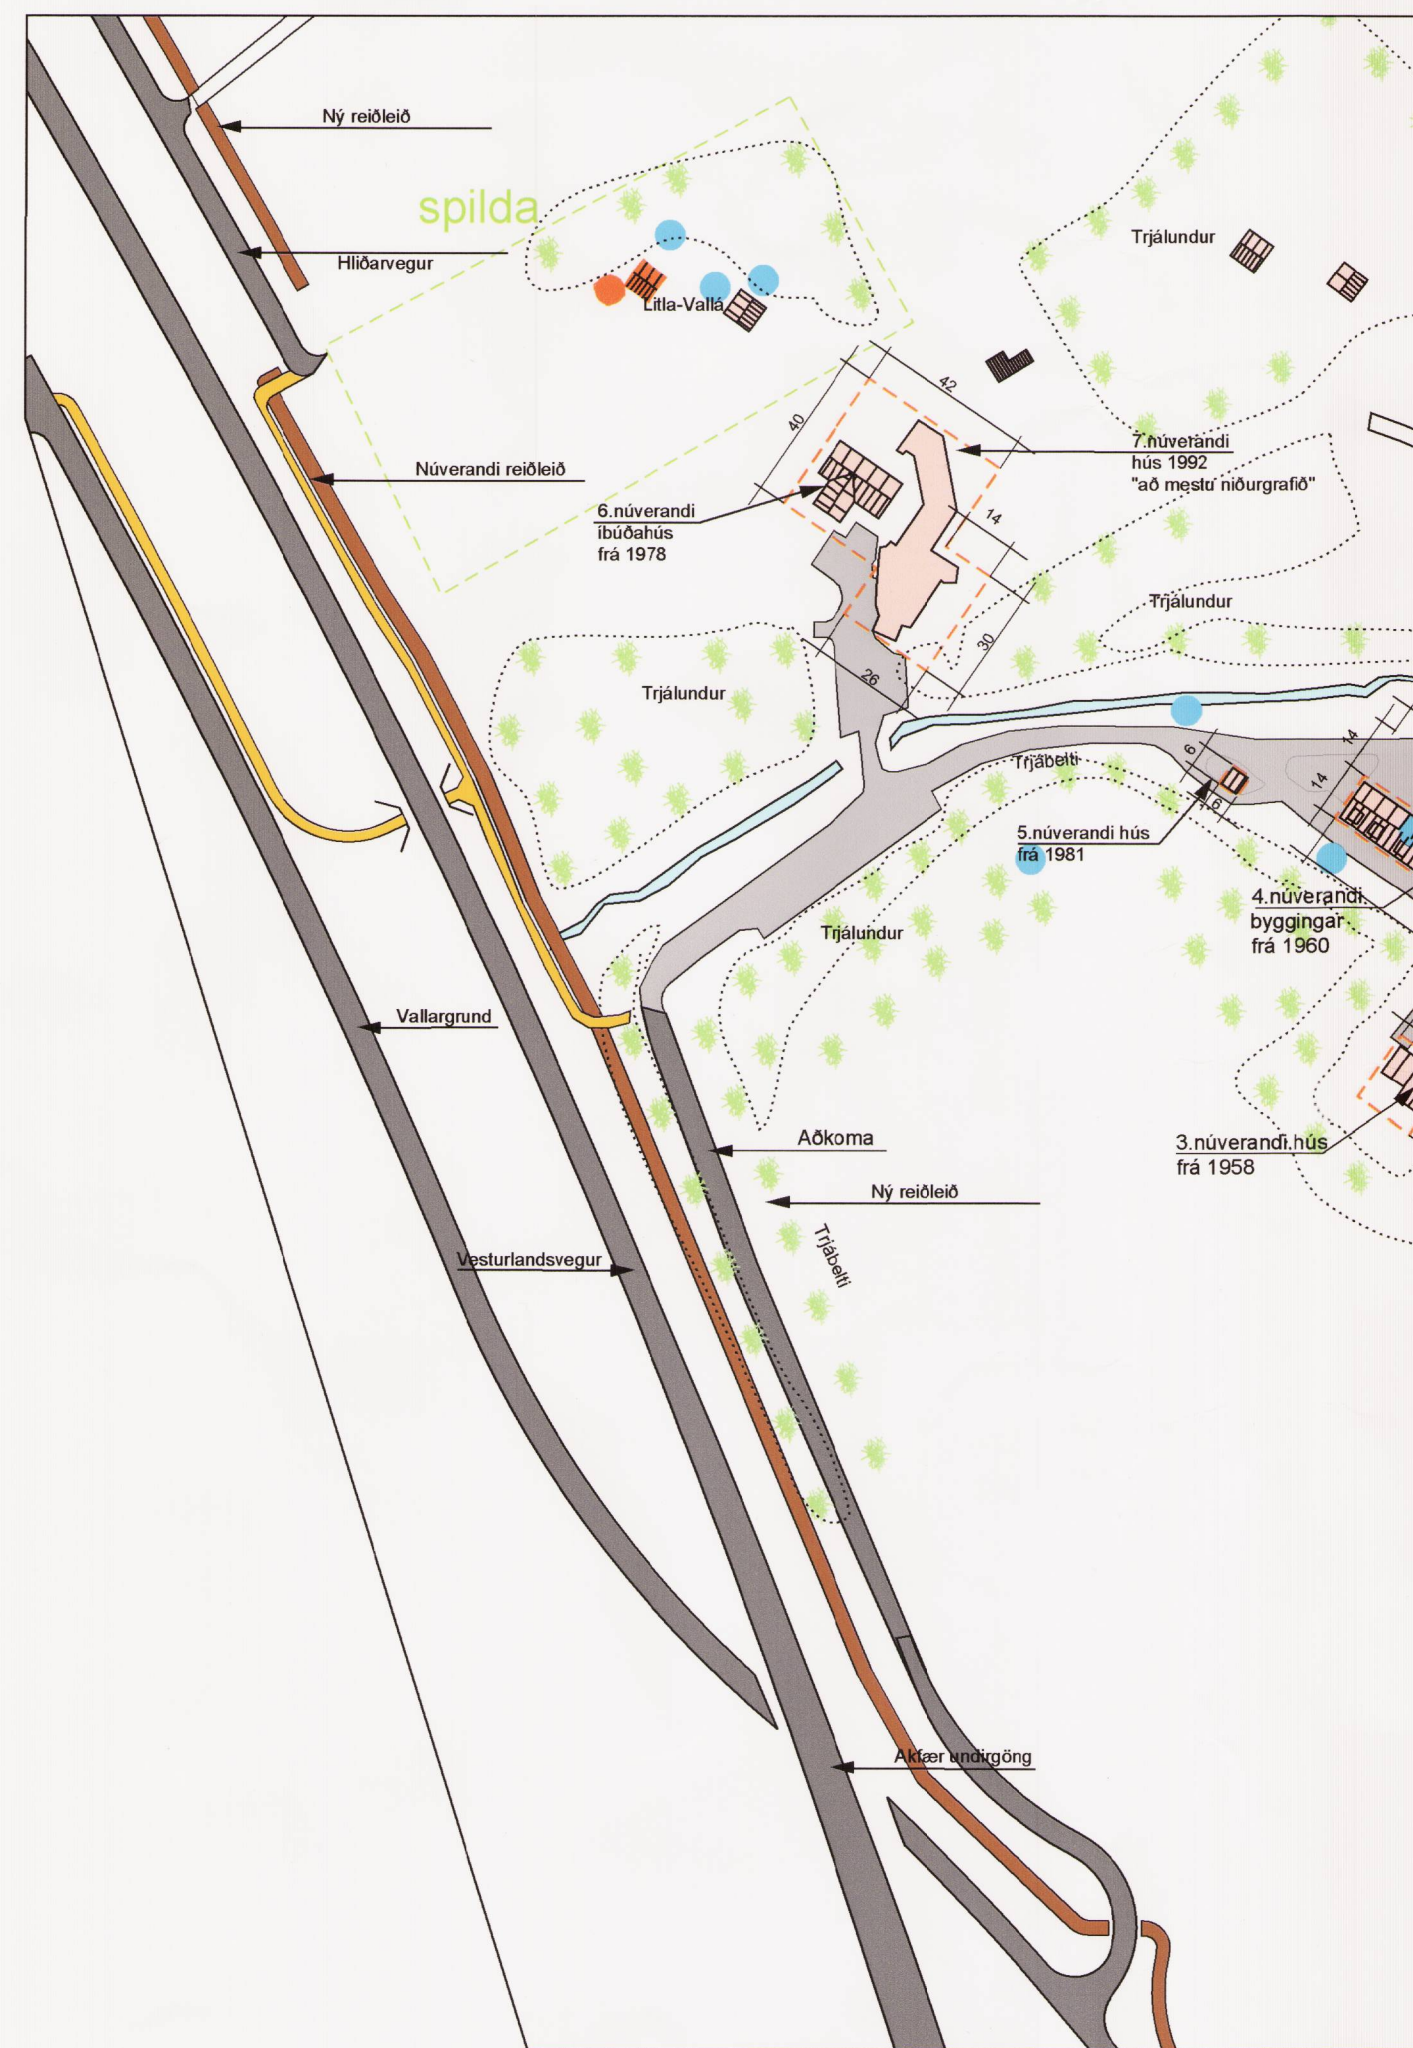 Ný reiðleið
spilda
Hliðarvegur
Trjálundur
Litla-Vallá
42
40
7.núverandi
hús 1992
"að mestu niðurgrafið"
Núverandi reiðleið
6.núverandi
íbúðahús
frá 1978
14
Trjálundur
30
26
Trjálundur
14
6
Trjábelti
14
6
5.núverandi hús
frá 1981
4.núverandi
byggingar
frá 1960
Trjálundur
Vallargrund
Aðkoma
3.núverandi hús
frá 1958
Ný reiðleið
Trjábelti
Vesturlandsvegur
Akfær undirgöng